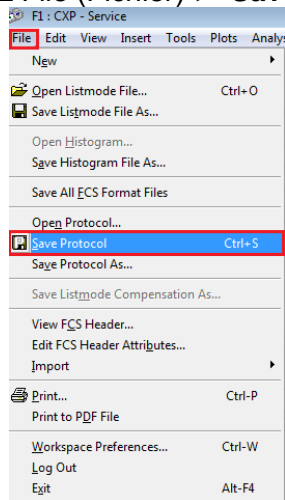 File (Fichier)
F1 : CXP - Service
File Edit View Insert Tools Plots
New
Open Listmode File... Ctrl+O
Save Listmode File As...
Open Histogram...
Save Histogram File As...
Save All FCS Format Files
Open Protocol...
Save Protocol Ctrl+S
Save Protocol As...
Save Listmode Compensation As...
View FCS Header...
Edit FCS Header Attributes...
Import
Print... Ctrl-P
Print to PDF File
Workspace Preferences... Ctrl-W
Log Out
Exit Alt-F4